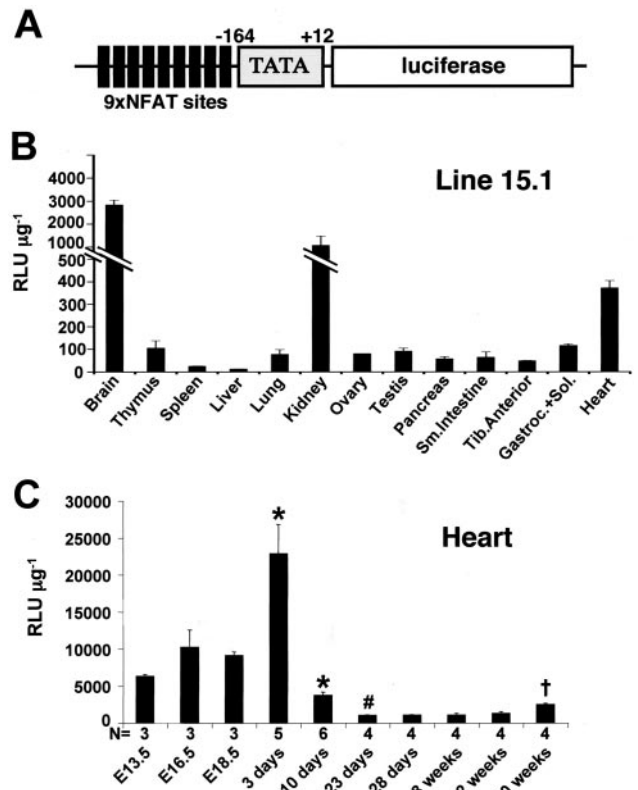 A
-164 +12
TATA
luciferase
9xNFAT sites
B
Line 15.1
RLU µg-1
4000
3000
2000
1000
500
400
300
200
100
0
Brain
Thymus
Spleen
Liver
Lung
Kidney
Ovary
Testis
Pancreas
Sm.Intestine
Tib.Anterior
Gastroc.+Sol.
Heart
C
Heart
RLU µg-1
30000
25000
20000
15000
10000
5000
0
*
*
#
†
N= 3 3 3 5 6 4 4 4 4 4
E13.5
E16.5
E18.5
3 days
10 days
23 days
28 days
weeks
weeks
weeks